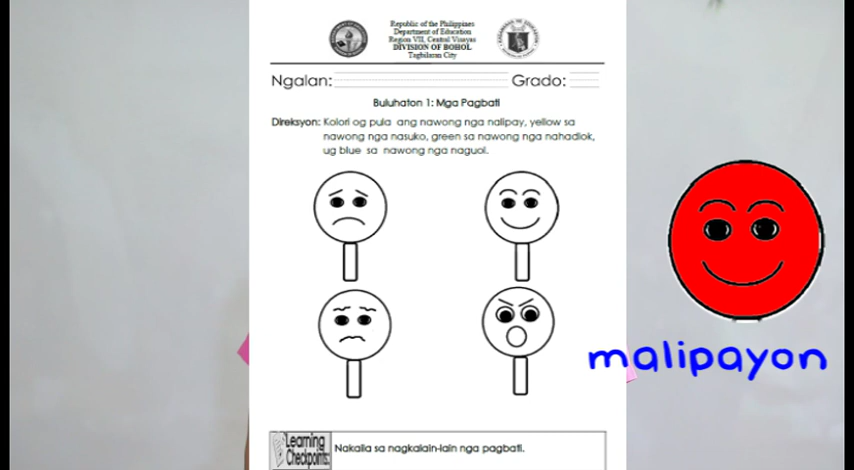 Republic of the Philippines
Department of Education
Region VII, Central Visayas
DIVISION OF BOHOL
Tagbilaran City
Ngalan: Grado:
Buluhaton 1: Mga Pagbati
Direksyon: Kolori og pula ang nawong nga nalipay, yellow sa
nawong nga nasuko, green sa nawong nga nahadlok,
ug blue sa nawong nga naguol.
malipayon
Learning
Checkpoints:
Nakaila sa nagkalain-lain nga pagbati.